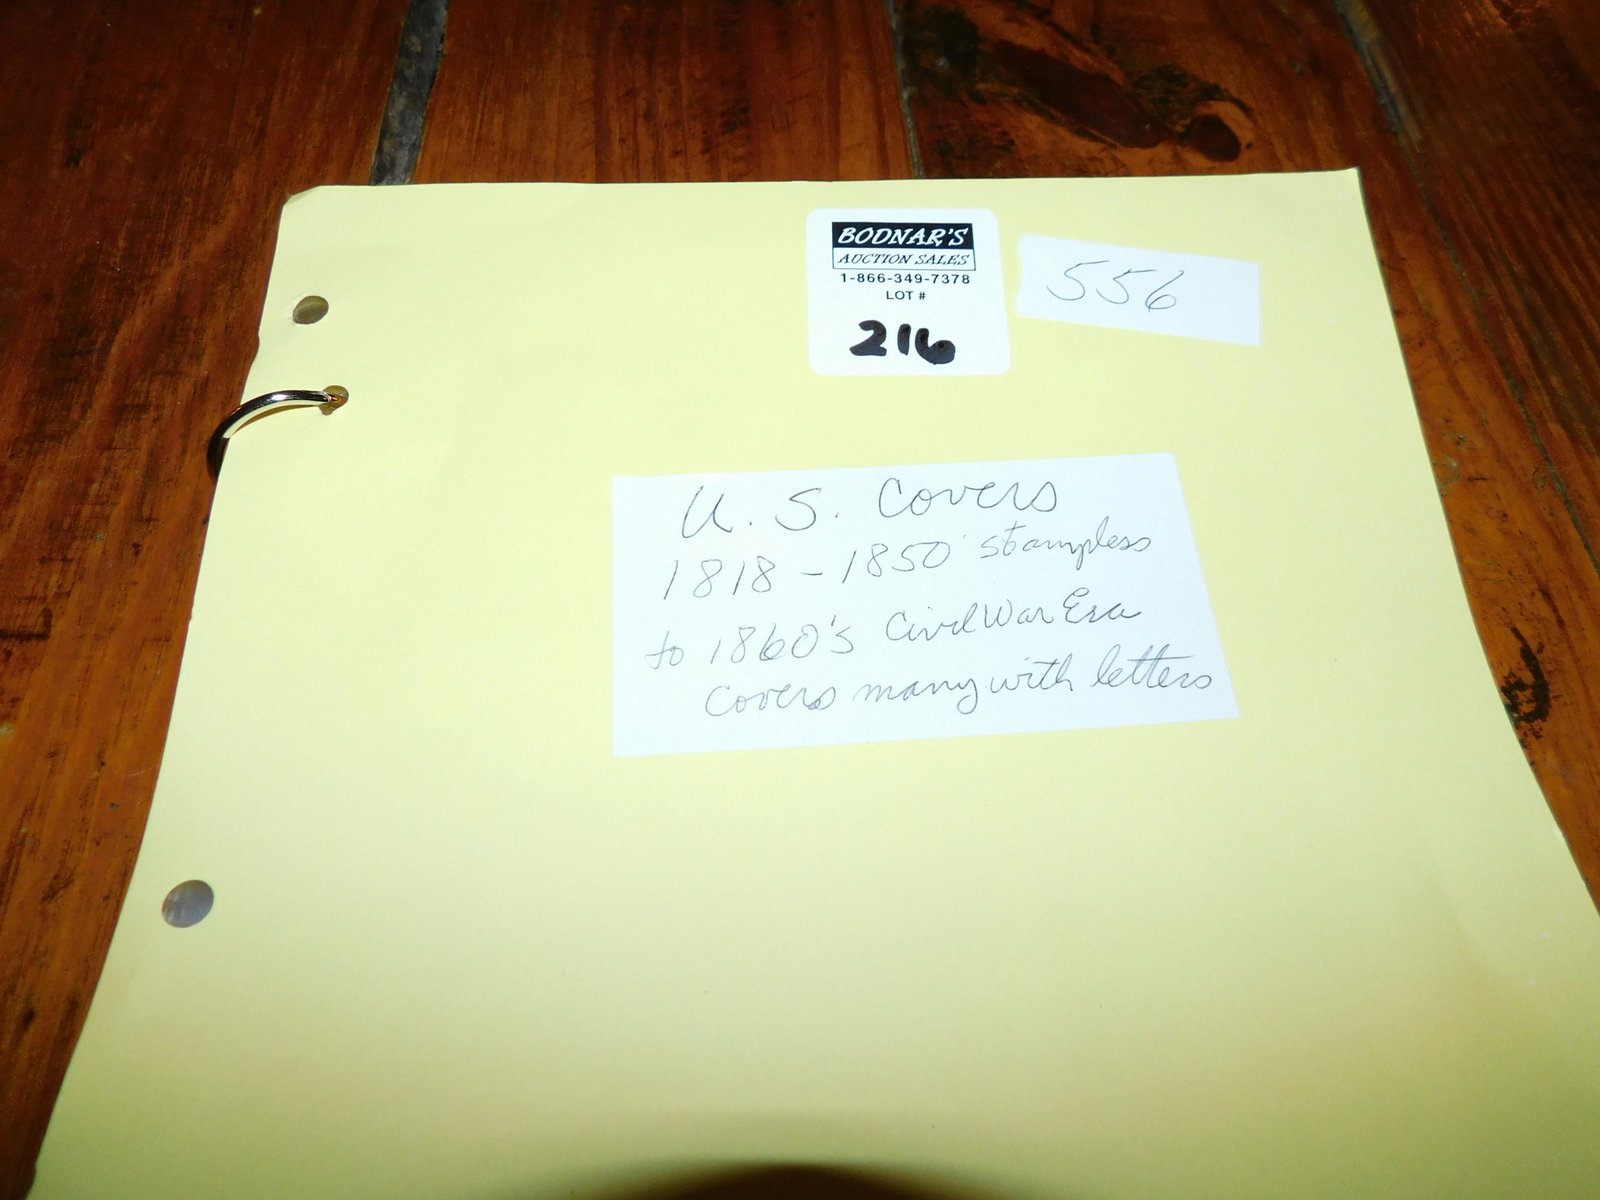 BODNAR'S
AUCTION SALES
1-866-349-7378
LOT #
216
556
U.S. Covers
1818 - 1850 stampless
to 1860's Civil War Era
Covers many with letters